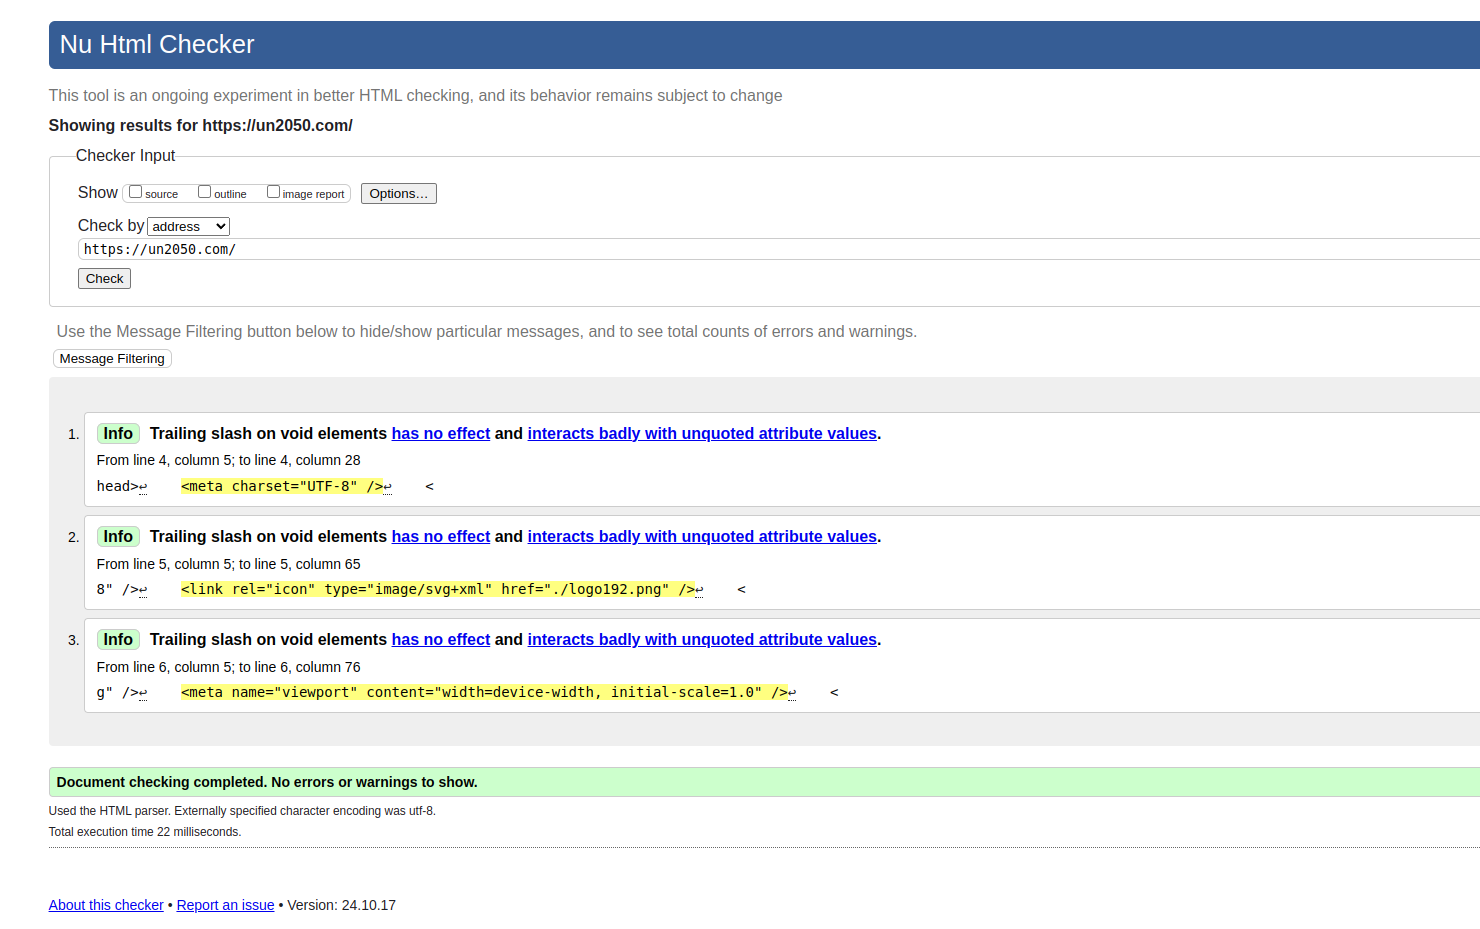 Nu Html Checker
This tool is an ongoing experiment in better HTML checking, and its behavior remains subject to change
Showing results for https://un2050.com/
Checker Input
Show source outline image report Options…
Check by address
https://un2050.com/
Check
Use the Message Filtering button below to hide/show particular messages, and to see total counts of errors and warnings.
Message Filtering
1. Info Trailing slash on void elements has no effect and interacts badly with unquoted attribute values.
From line 4, column 5; to line 4, column 28
head>↩    <meta charset="UTF-8" />↩    <
2. Info Trailing slash on void elements has no effect and interacts badly with unquoted attribute values.
From line 5, column 5; to line 5, column 65
8" />↩    <link rel="icon" type="image/svg+xml" href="./logo192.png" />↩    <
3. Info Trailing slash on void elements has no effect and interacts badly with unquoted attribute values.
From line 6, column 5; to line 6, column 76
g" />↩    <meta name="viewport" content="width=device-width, initial-scale=1.0" />↩    <
Document checking completed. No errors or warnings to show.
Used the HTML parser. Externally specified character encoding was utf-8.
Total execution time 22 milliseconds.
About this checker • Report an issue • Version: 24.10.17